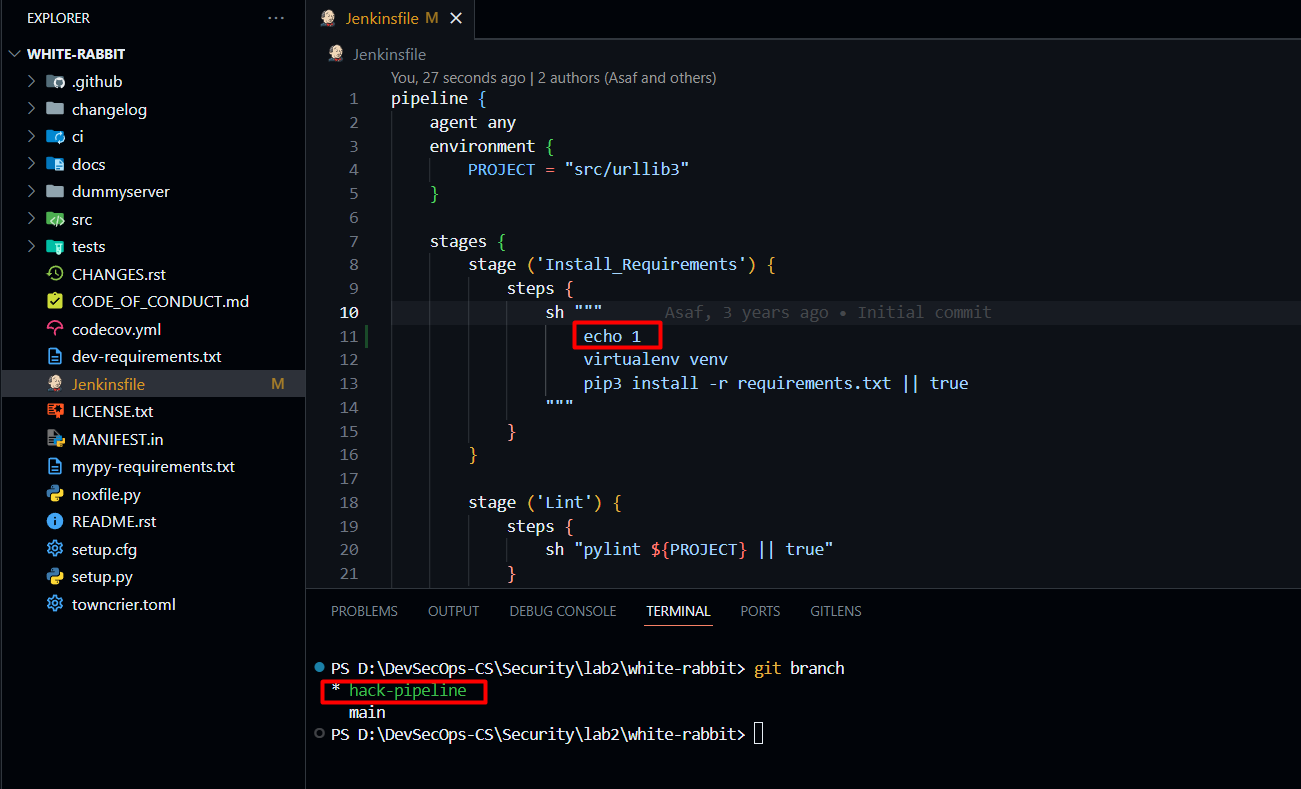 EXPLORER ...
WHITE-RABBIT
.github
changelog
ci
docs
dummyserver
src
tests
CHANGES.rst
CODE_OF_CONDUCT.md
codecov.yml
dev-requirements.txt
Jenkinsfile M
LICENSE.txt
MANIFEST.in
mypy-requirements.txt
noxfile.py
README.rst
setup.cfg
setup.py
towncrier.toml
Jenkinsfile M
Jenkinsfile
You, 27 seconds ago | 2 authors (Asaf and others)
1 pipeline {
2     agent any
3     environment {
4         PROJECT = "src/urllib3"
5     }
6
7     stages {
8         stage ('Install_Requirements') {
9             steps {
10                 sh """ Asaf, 3 years ago • Initial commit
11                     echo 1
12                     virtualenv venv
13                     pip3 install -r requirements.txt || true
14                 """
15             }
16         }
17
18         stage ('Lint') {
19             steps {
20                 sh "pylint ${PROJECT} || true"
21             }
PROBLEMS OUTPUT DEBUG CONSOLE TERMINAL PORTS GITLENS
PS D:\DevSecOps-CS\Security\lab2\white-rabbit> git branch
* hack-pipeline
  main
PS D:\DevSecOps-CS\Security\lab2\white-rabbit>